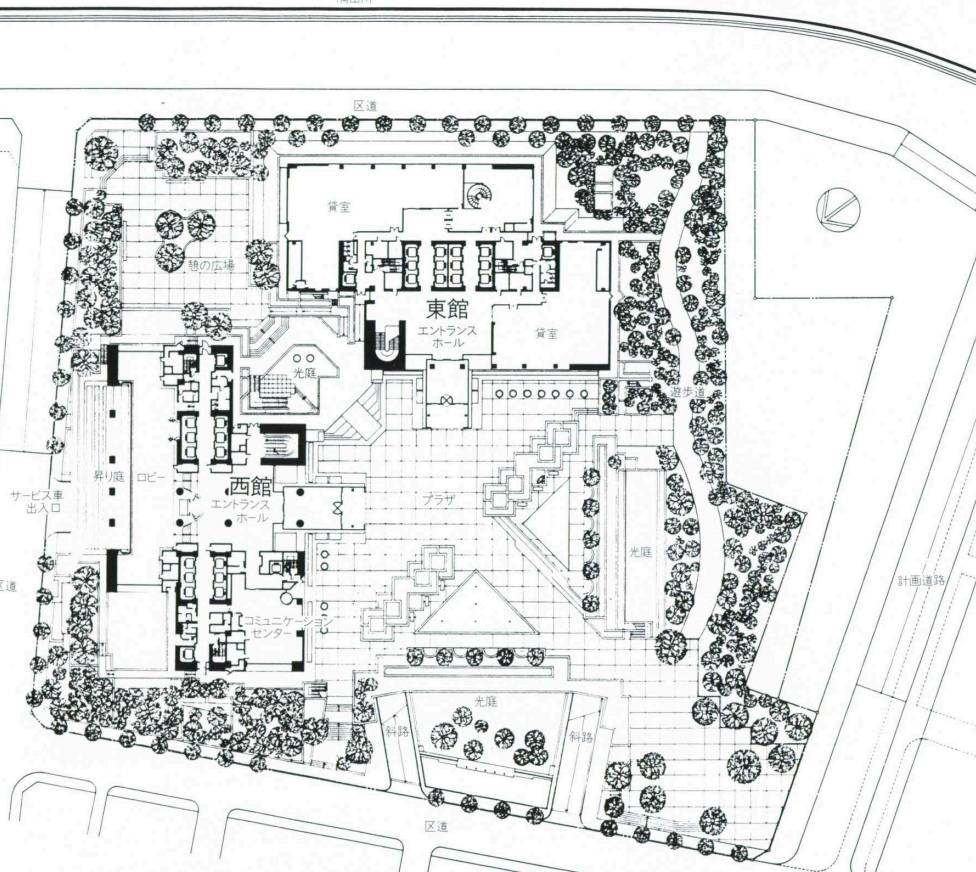 区道
貸室
憩の広場
東館
エントランス
ホール
貸室
光庭
遊歩道
昇り庭
ロビー
西館
エントランス
ホール
プラザ
サービス車
出入口
光庭
計画道路
区道
コミュニケーション
センター
光庭
斜路
斜路
区道